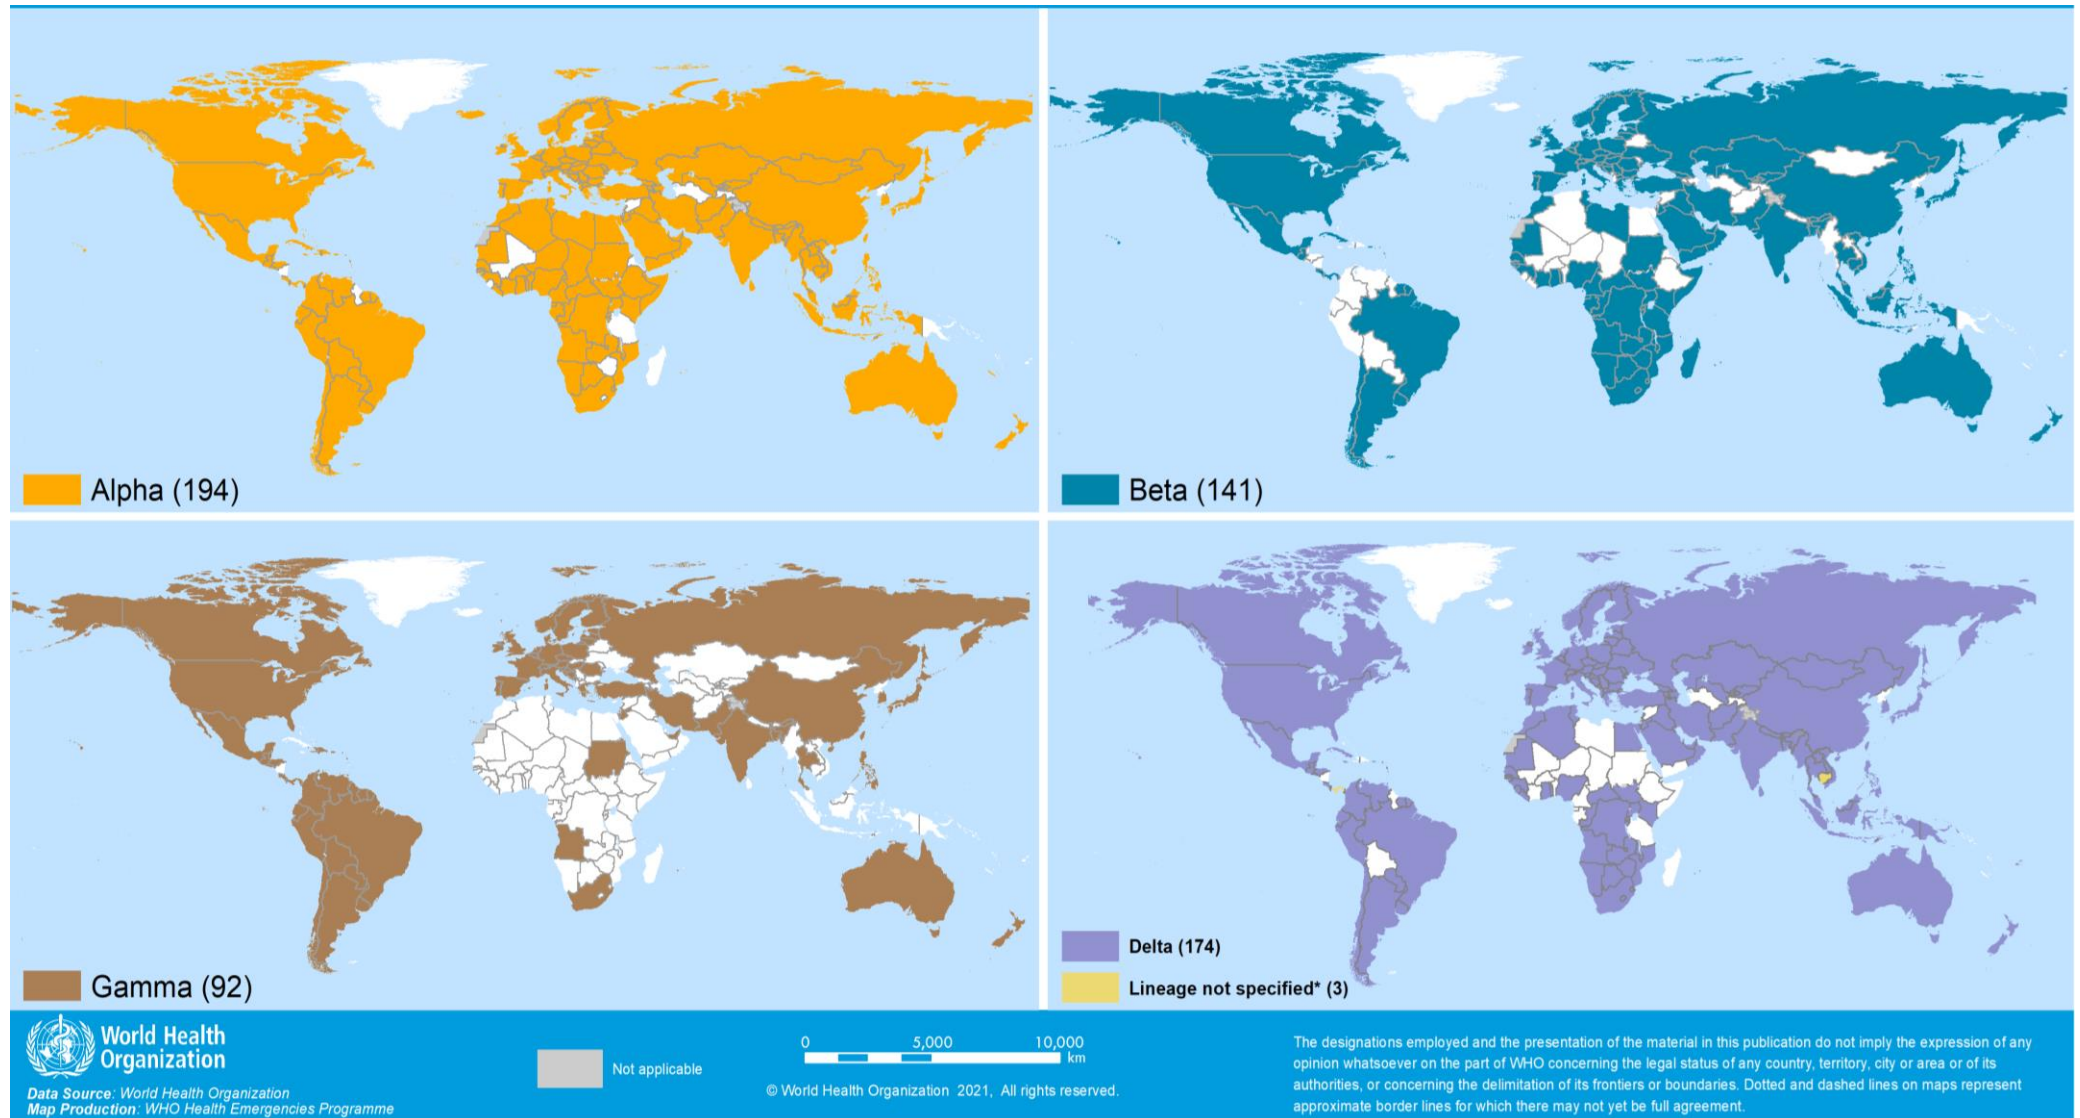 Alpha (194)
Beta (141)
Gamma (92)
Delta (174)
Lineage not specified* (3)
World Health
Organization
Data Source: World Health Organization
Map Production: WHO Health Emergencies Programme
Not applicable
0 5,000 10,000
km
© World Health Organization 2021, All rights reserved.
The designations employed and the presentation of the material in this publication do not imply the expression of any
opinion whatsoever on the part of WHO concerning the legal status of any country, territory, city or area or of its
authorities, or concerning the delimitation of its frontiers or boundaries. Dotted and dashed lines on maps represent
approximate border lines for which there may not yet be full agreement.